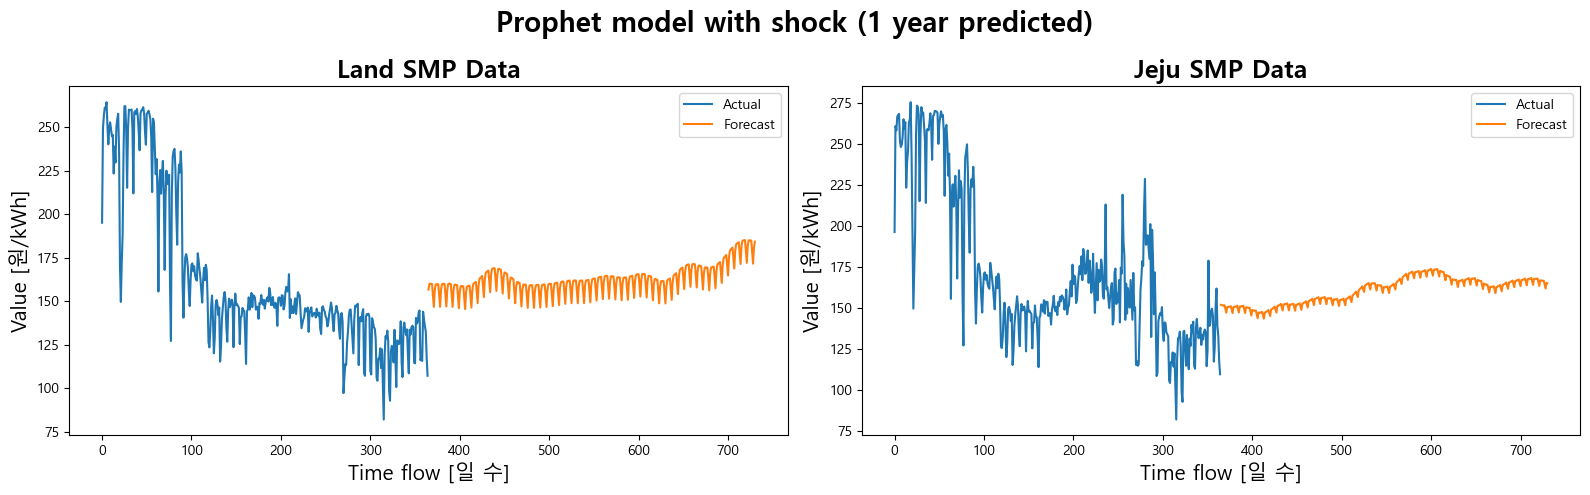 Prophet model with shock (1 year predicted)
Land SMP Data
Value [원/kWh]
250
225
200
175
150
125
100
75
0 100 200 300 400 500 600 700
Time flow [일 수]
Actual
Forecast
Jeju SMP Data
Value [원/kWh]
275
250
225
200
175
150
125
100
75
0 100 200 300 400 500 600 700
Time flow [일 수]
Actual
Forecast